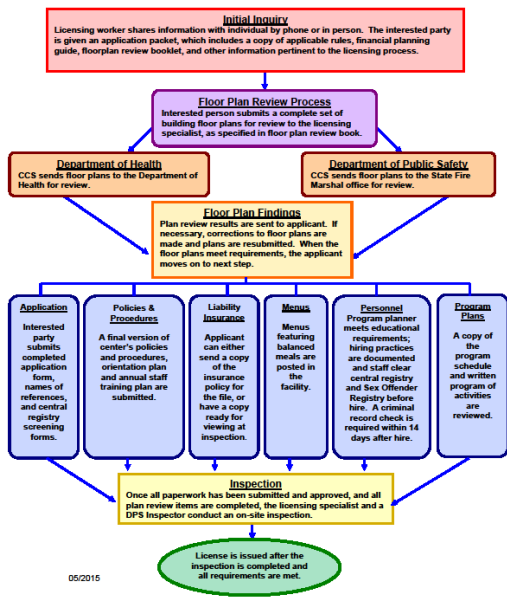 Initial Inquiry
Licensing worker shares information with individual by phone or in person. The interested party
is given an application packet, which includes a copy of applicable rules, financial planning
guide, floorplan review booklet, and other information pertinent to the licensing process.
Floor Plan Review Process
Interested person submits a complete set of
building floor plans for review to the licensing
specialist, as specified in floor plan review book.
Department of Health
CCS sends floor plans to the Department of
Health for review.
Department of Public Safety
CCS sends floor plans to the State Fire
Marshal office for review.
Floor Plan Findings
Plan review results are sent to applicant. If
necessary, corrections to floor plans are
made and plans are resubmitted. When the
floor plans meet requirements, the applicant
moves on to next step.
Application
Interested
party
submits
completed
application
form,
names of
references,
and central
registry
screening
forms.
Policies &
Procedures
A final version of
center's policies
and procedures,
orientation plan
and annual staff
training plan are
submitted.
Liability
Insurance
Applicant
can either
send a copy
of the
insurance
policy for
the file, or
have a copy
ready for
viewing at
inspection.
Menus
Menus
featuring
balanced
meals are
posted in
the
facility.
Personnel
Program planner
meets educational
requirements;
hiring practices
are documented
and staff clear
central registry
and Sex Offender
Registry before
hire. A criminal
record check is
required within 14
days after hire.
Program
Plans
A copy of
the
program
schedule
and written
program of
activities
are
reviewed.
Inspection
Once all paperwork has been submitted and approved, and all
plan review items are completed, the licensing specialist and a
DPS Inspector conduct an on-site inspection.
License is issued after the
inspection is completed and
all requirements are met.
05/2015